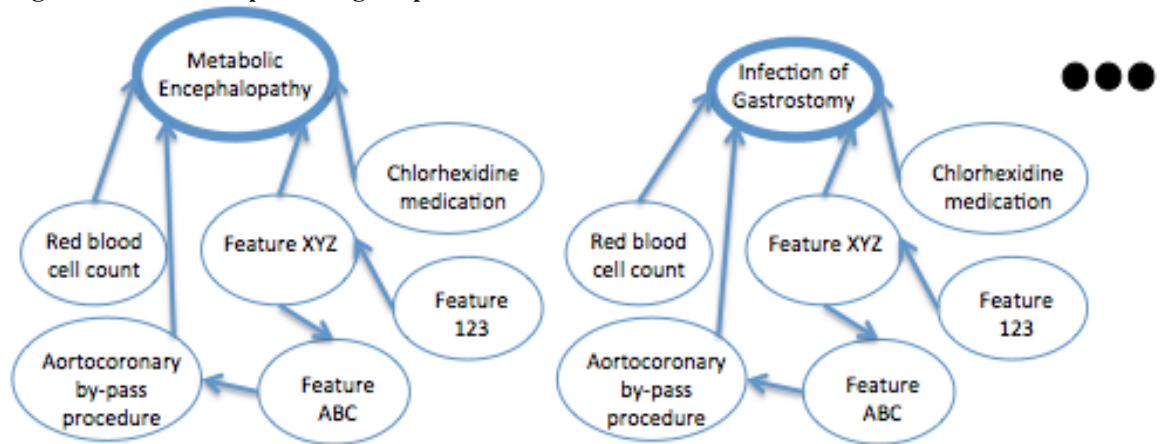 Metabolic
Encephalopathy
Infection of
Gastrostomy
Chlorhexidine
medication
Chlorhexidine
medication
Red blood
cell count
Feature XYZ
Red blood
cell count
Feature XYZ
Feature
123
Feature
123
Aortocoronary
by-pass
procedure
Feature
ABC
Aortocoronary
by-pass
procedure
Feature
ABC